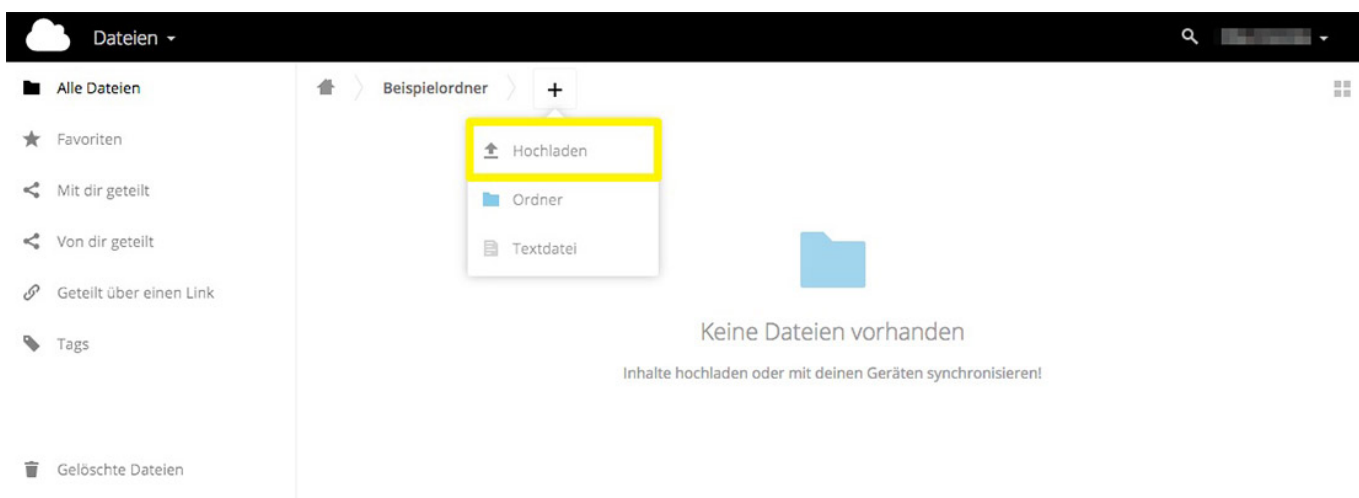 Dateien
Alle Dateien
Favoriten
Mit dir geteilt
Von dir geteilt
Geteilt über einen Link
Tags
Gelöschte Dateien
Beispielordner +
Hochladen
Ordner
Textdatei
Keine Dateien vorhanden
Inhalte hochladen oder mit deinen Geräten synchronisieren!